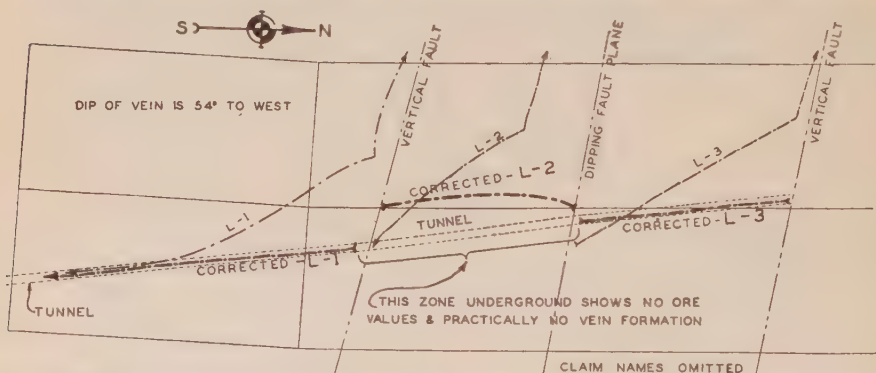 S N
DIP OF VEIN IS 54° TO WEST
VERTICAL FAULT
L-2
DIPPING FAULT PLANE
L-3
VERTICAL FAULT
L-1
CORRECTED-L-2
TUNNEL
CORRECTED-L-3
CORRECTED-L-1
TUNNEL
THIS ZONE UNDERGROUND SHOWS NO ORE
VALUES & PRACTICALLY NO VEIN FORMATION
CLAIM NAMES OMITTED